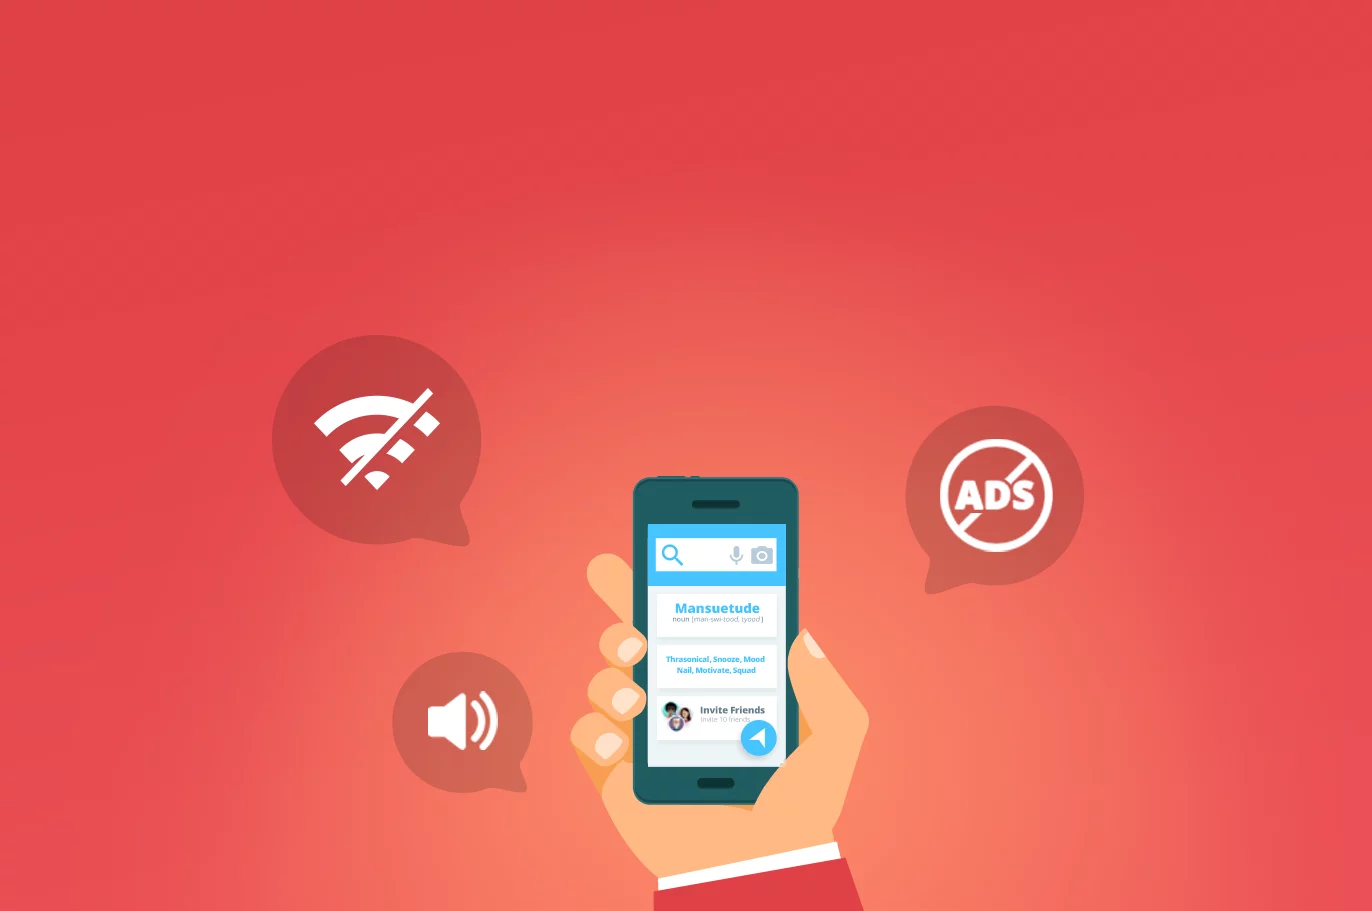 ADS
Mansuetude
noun [man-swi-tood, tyood]
Thrasonical, Snooze, Mood
Nail, Motivate, Squad
Invite Friends
Invite 10 friends